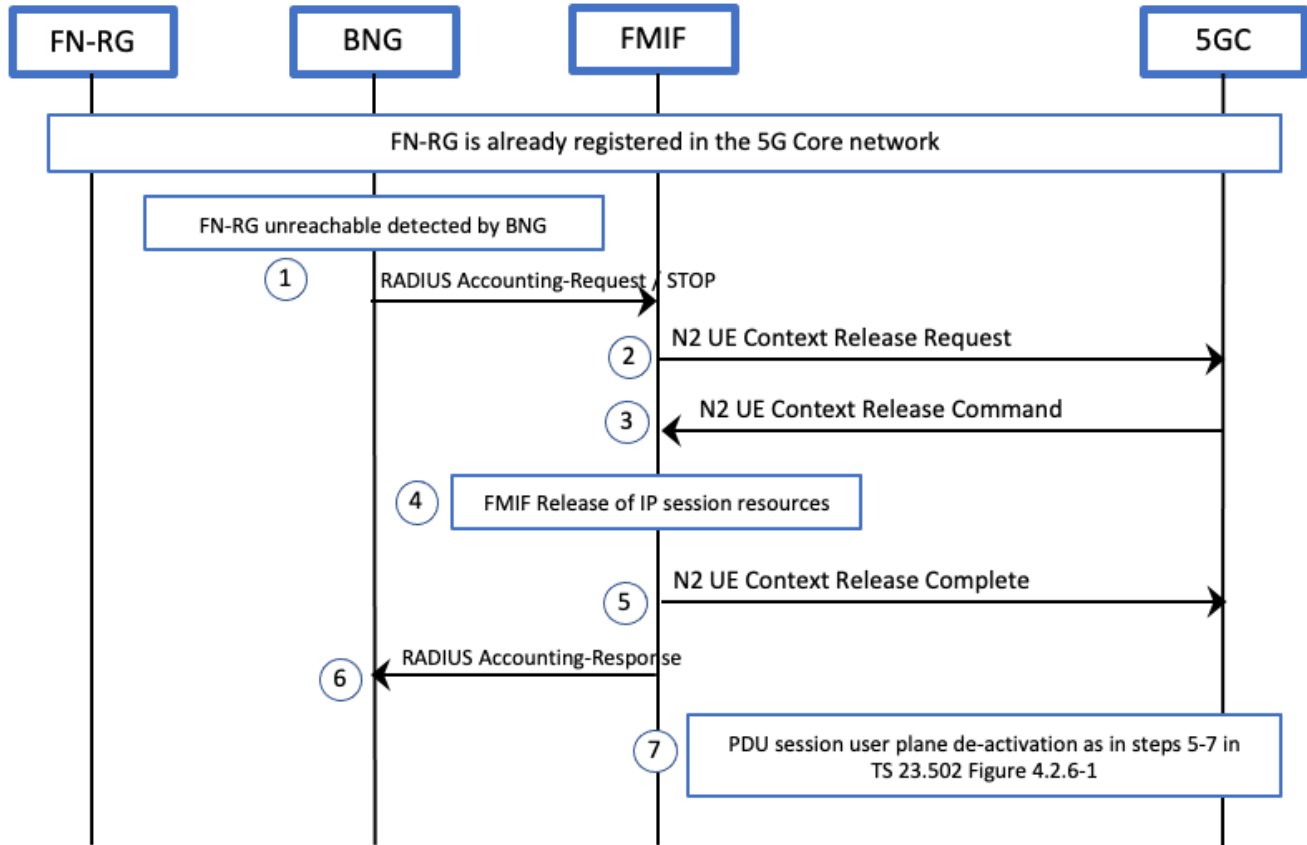 FN-RG
BNG
FMIF
5GC
FN-RG is already registered in the 5G Core network
FN-RG unreachable detected by BNG
1
RADIUS Accounting-Request / STOP
N2 UE Context Release Request
2
N2 UE Context Release Command
3
4
FMIF Release of IP session resources
N2 UE Context Release Complete
5
RADIUS Accounting-Response
6
7
PDU session user plane de-activation as in steps 5-7 in
TS 23.502 Figure 4.2.6-1